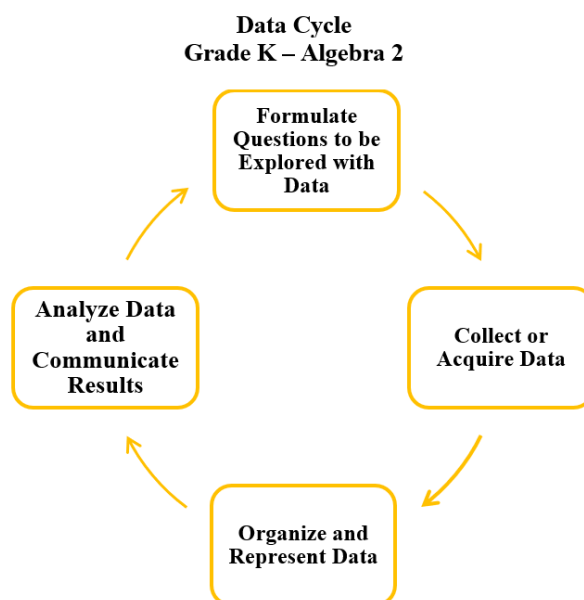 Data Cycle
Grade K – Algebra 2
Formulate
Questions to be
Explored with
Data
Collect or
Acquire Data
Organize and
Represent Data
Analyze Data
and
Communicate
Results